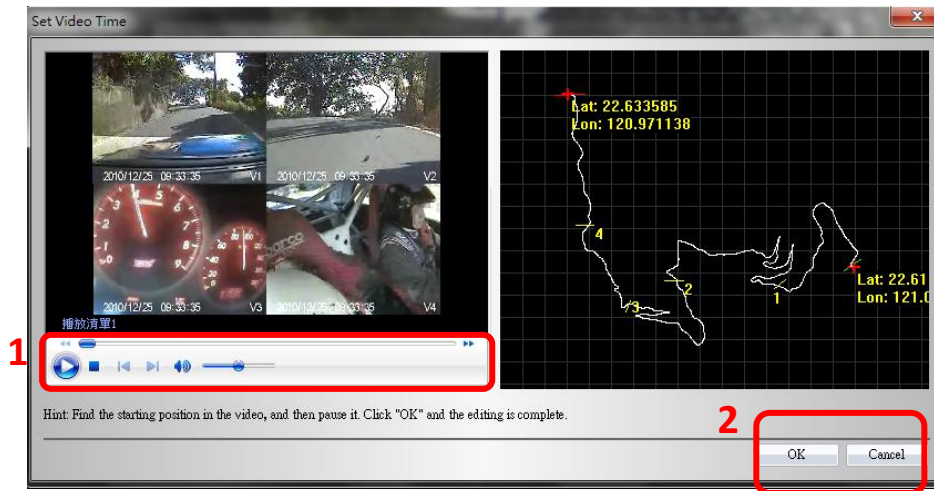 Set Video Time
2010/12/25 09:33:35 V1
2010/12/25 09:33:35 V2
2010/12/25 09:33:35 V3
2010/12/25 09:33:35 V4
播放清單1
1
Lat: 22.633585
Lon: 120.971138
4
3
2
1
Lat: 22.61
Lon: 121.0
Hint: Find the starting position in the video, and then pause it. Click "OK" and the editing is complete.
2
OK
Cancel